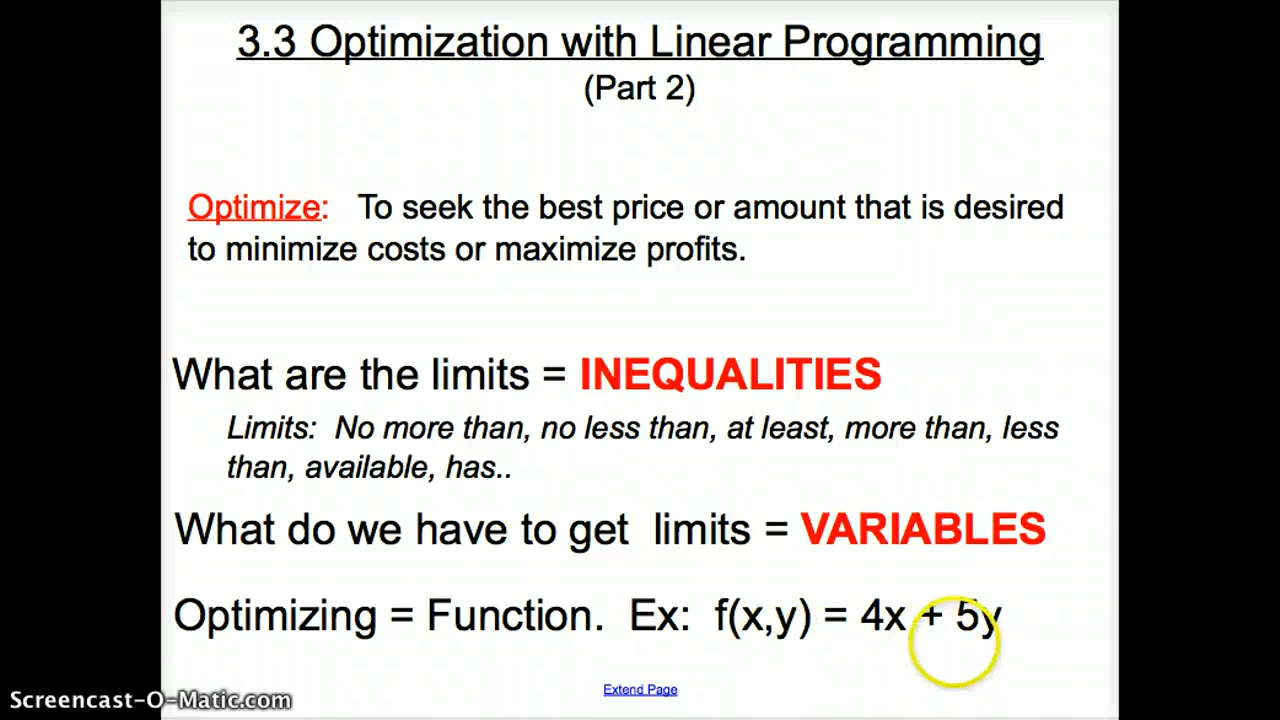 3.3 Optimization with Linear Programming
(Part 2)
Optimize: To seek the best price or amount that is desired
to minimize costs or maximize profits.
What are the limits = INEQUALITIES
Limits: No more than, no less than, at least, more than, less
than, available, has..
What do we have to get limits = VARIABLES
Optimizing = Function. Ex: f(x,y) = 4x + 5y
Extend Page
Screencast-O-Matic.com